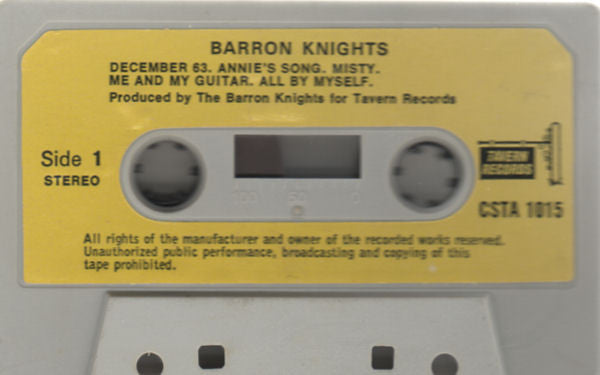 BARRON KNIGHTS
DECEMBER 63. ANNIE'S SONG. MISTY.
ME AND MY GUITAR. ALL BY MYSELF.
Produced by The Barron Knights for Tavern Records
Side 1
STEREO
TAVERN
RECORDS
CSTA 1015
100 50 0
All rights of the manufacturer and owner of the recorded works reserved.
Unauthorized public performance, broadcasting and copying of this
tape prohibited.